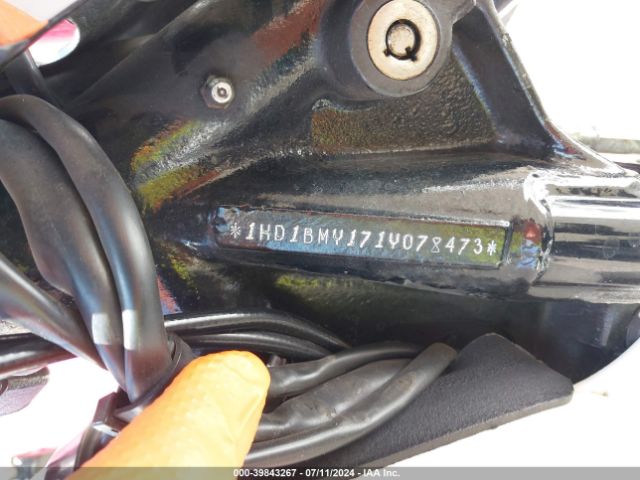 *1HD1BMY171Y078473*
000-39843267 - 07/11/2024 - IAA Inc.